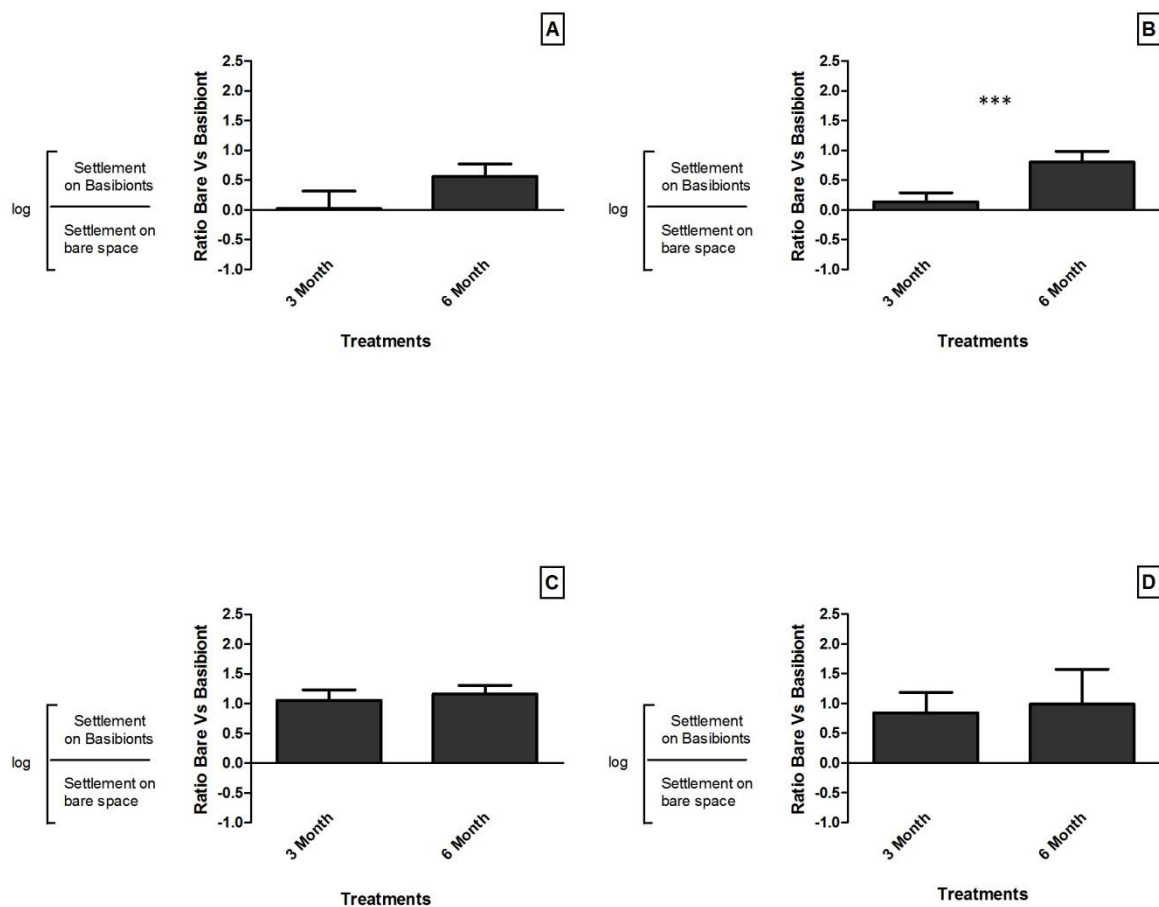 A
Ratio Bare Vs Basibiont
2.5
2.0
1.5
1.0
0.5
0.0
-0.5
-1.0
log
Settlement
on Basibionts
Settlement on
bare space
3 Month
6 Month
Treatments
B
Ratio Bare Vs Basibiont
2.5
2.0
1.5
1.0
0.5
0.0
-0.5
-1.0
***
log
Settlement
on Basibionts
Settlement on
bare space
3 Month
6 Month
Treatments
C
Ratio Bare Vs Basibiont
2.5
2.0
1.5
1.0
0.5
0.0
-0.5
-1.0
log
Settlement
on Basibionts
Settlement on
bare space
3 Month
6 Month
Treatments
D
Ratio Bare Vs Basibiont
2.5
2.0
1.5
1.0
0.5
0.0
-0.5
-1.0
log
Settlement
on Basibionts
Settlement on
bare space
3 Month
6 Month
Treatments